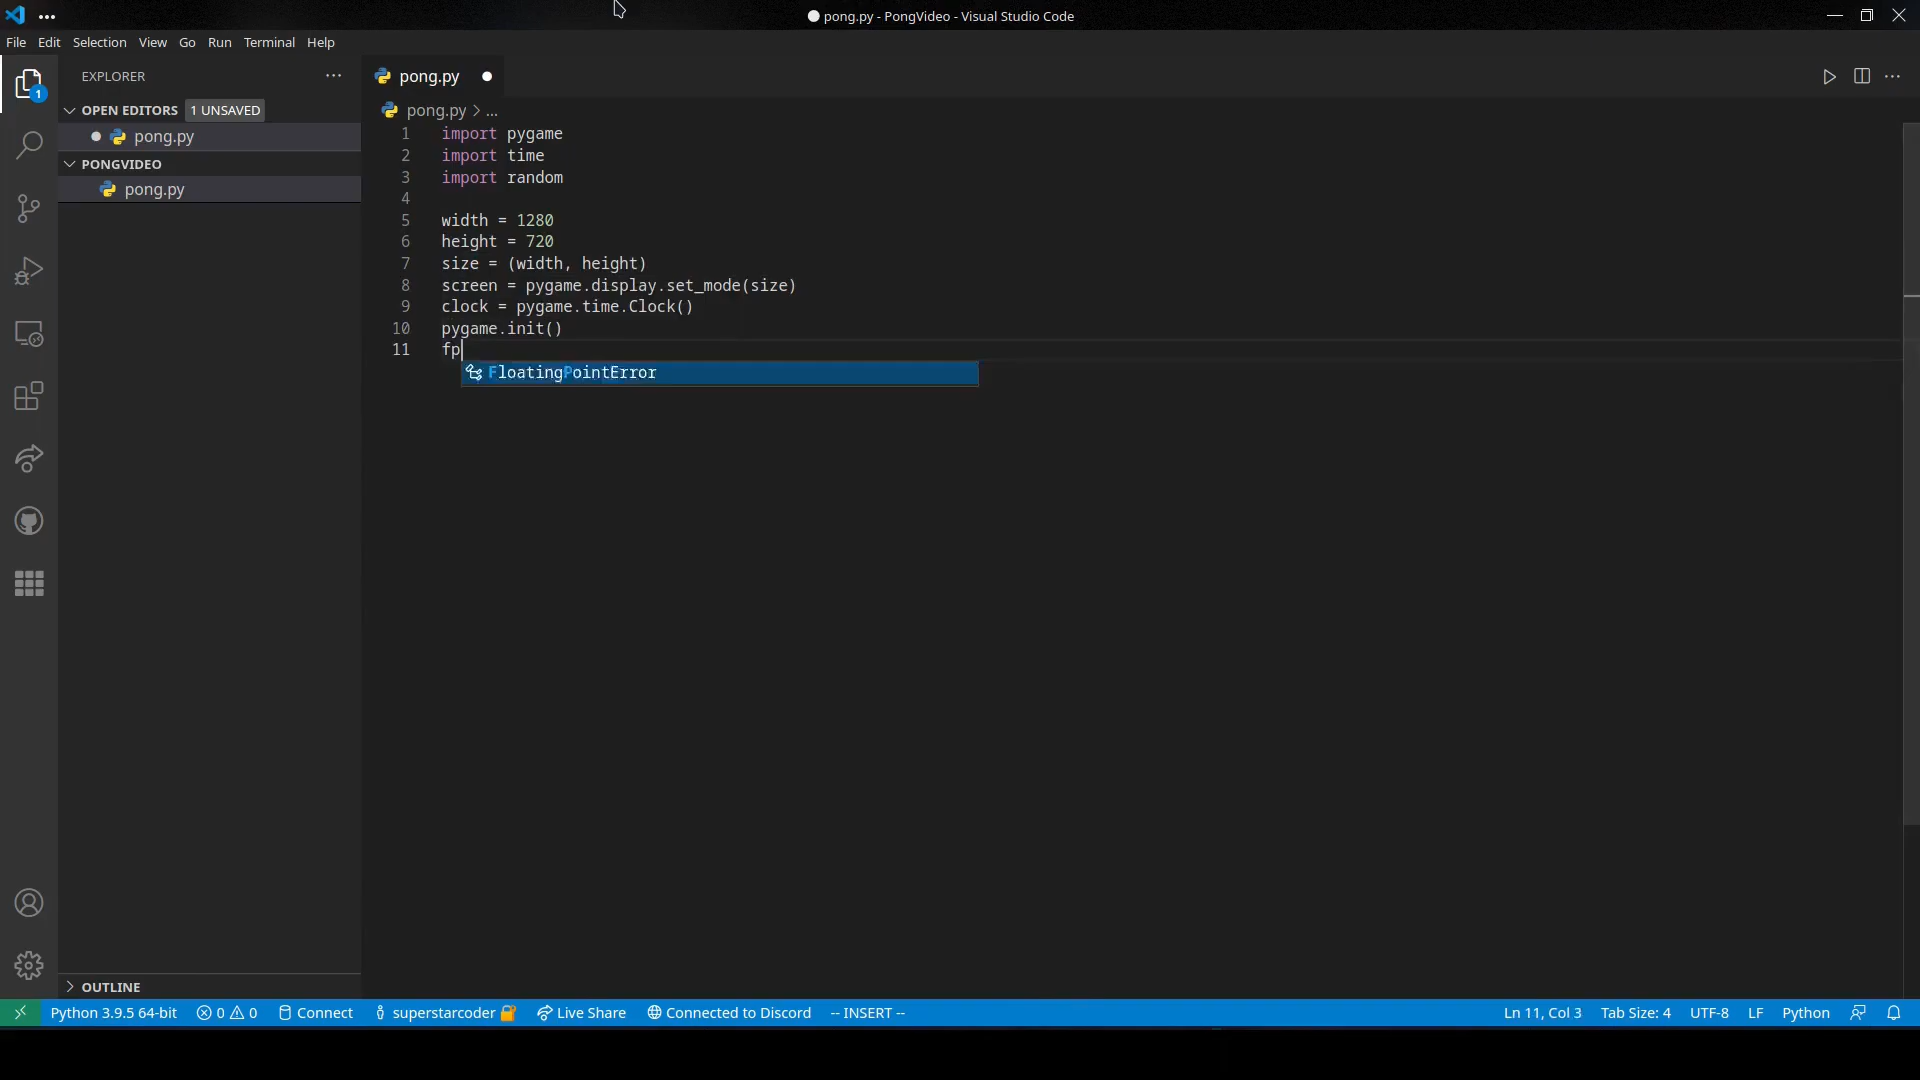 pong.py - PongVideo - Visual Studio Code
File Edit Selection View Go Run Terminal Help
EXPLORER
OPEN EDITORS 1 UNSAVED
pong.py
PONGVIDEO
pong.py
pong.py
pong.py > ...
1 import pygame
2 import time
3 import random
4
5 width = 1280
6 height = 720
7 size = (width, height)
8 screen = pygame.display.set_mode(size)
9 clock = pygame.time.Clock()
10 pygame.init()
11 fp
FloatingPointError
1
OUTLINE
Python 3.9.5 64-bit 0 0 Connect superstarcoder Live Share Connected to Discord -- INSERT -- Ln 11, Col 3 Tab Size: 4 UTF-8 LF Python